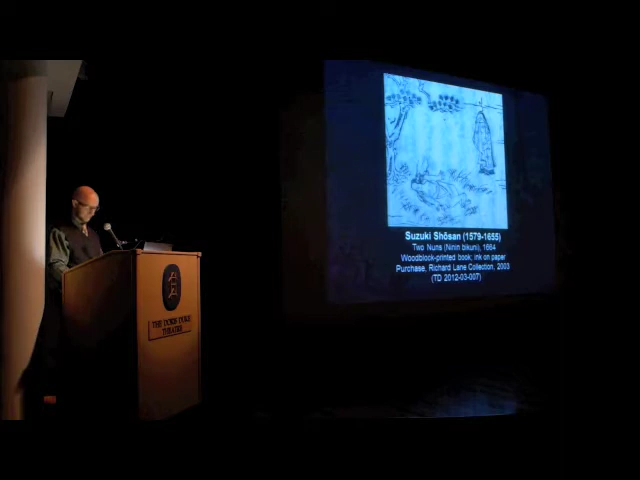 Suzuki Shōsan (1579-1655)
Two Nuns (Ninin bikuni), 1664
Woodblock-printed book; ink on paper
Purchase, Richard Lane Collection, 2003
(TD 2012-03-007)
THE DORIS DUKE
THEATRE